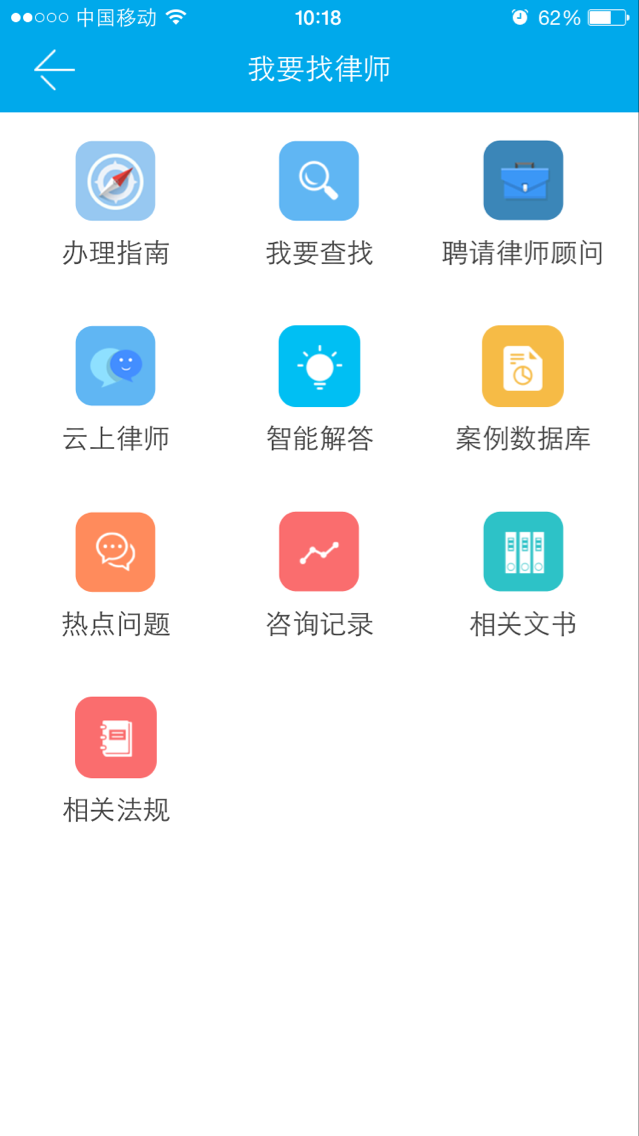 中国移动 10:18 62%
我要找律师
办理指南 我要查找 聘请律师顾问
云上律师 智能解答 案例数据库
热点问题 咨询记录 相关文书
相关法规